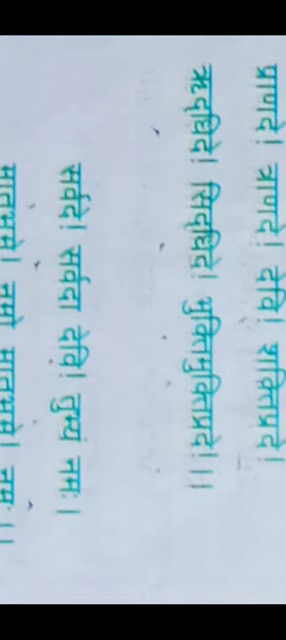 प्राणदे। त्राणदे। देवि। शक्तिप्रदे।
ऋद्धिदे। सिद्धिदे। भुक्तिमुक्तिप्रदे।।।
सर्वदे। सर्वदा देवि। तुभ्यं नमः।
मातृभूमे। नमो मातृभूमे। नमः।।